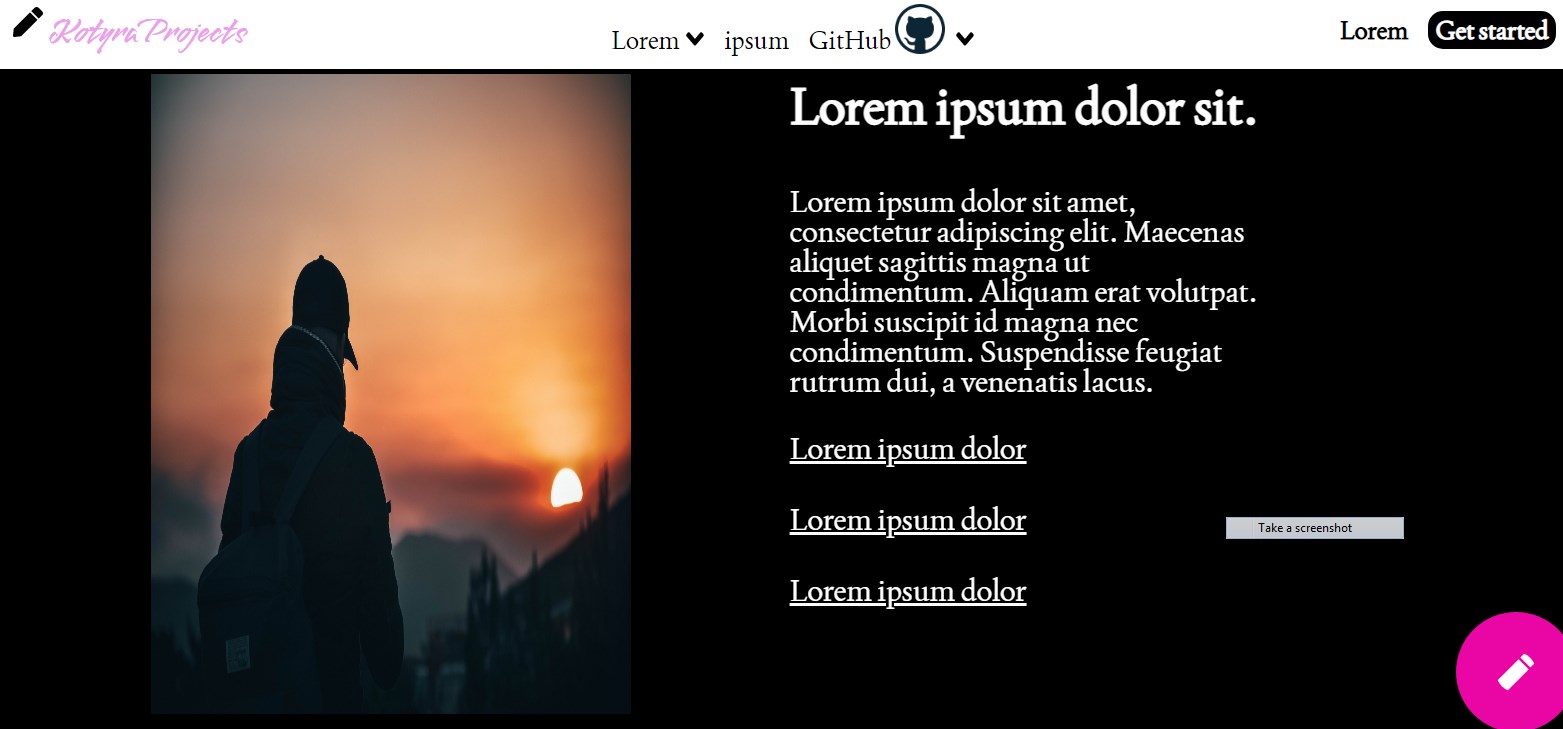 KotyraProjects
Lorem ipsum GitHub
Lorem Get started
Lorem ipsum dolor sit.
Lorem ipsum dolor sit amet,
consectetur adipiscing elit. Maecenas
aliquet sagittis magna ut
condimentum. Aliquam erat volutpat.
Morbi suscipit id magna nec
condimentum. Suspendisse feugiat
rutrum dui, a venenatis lacus.
Lorem ipsum dolor
Lorem ipsum dolor
Take a screenshot
Lorem ipsum dolor